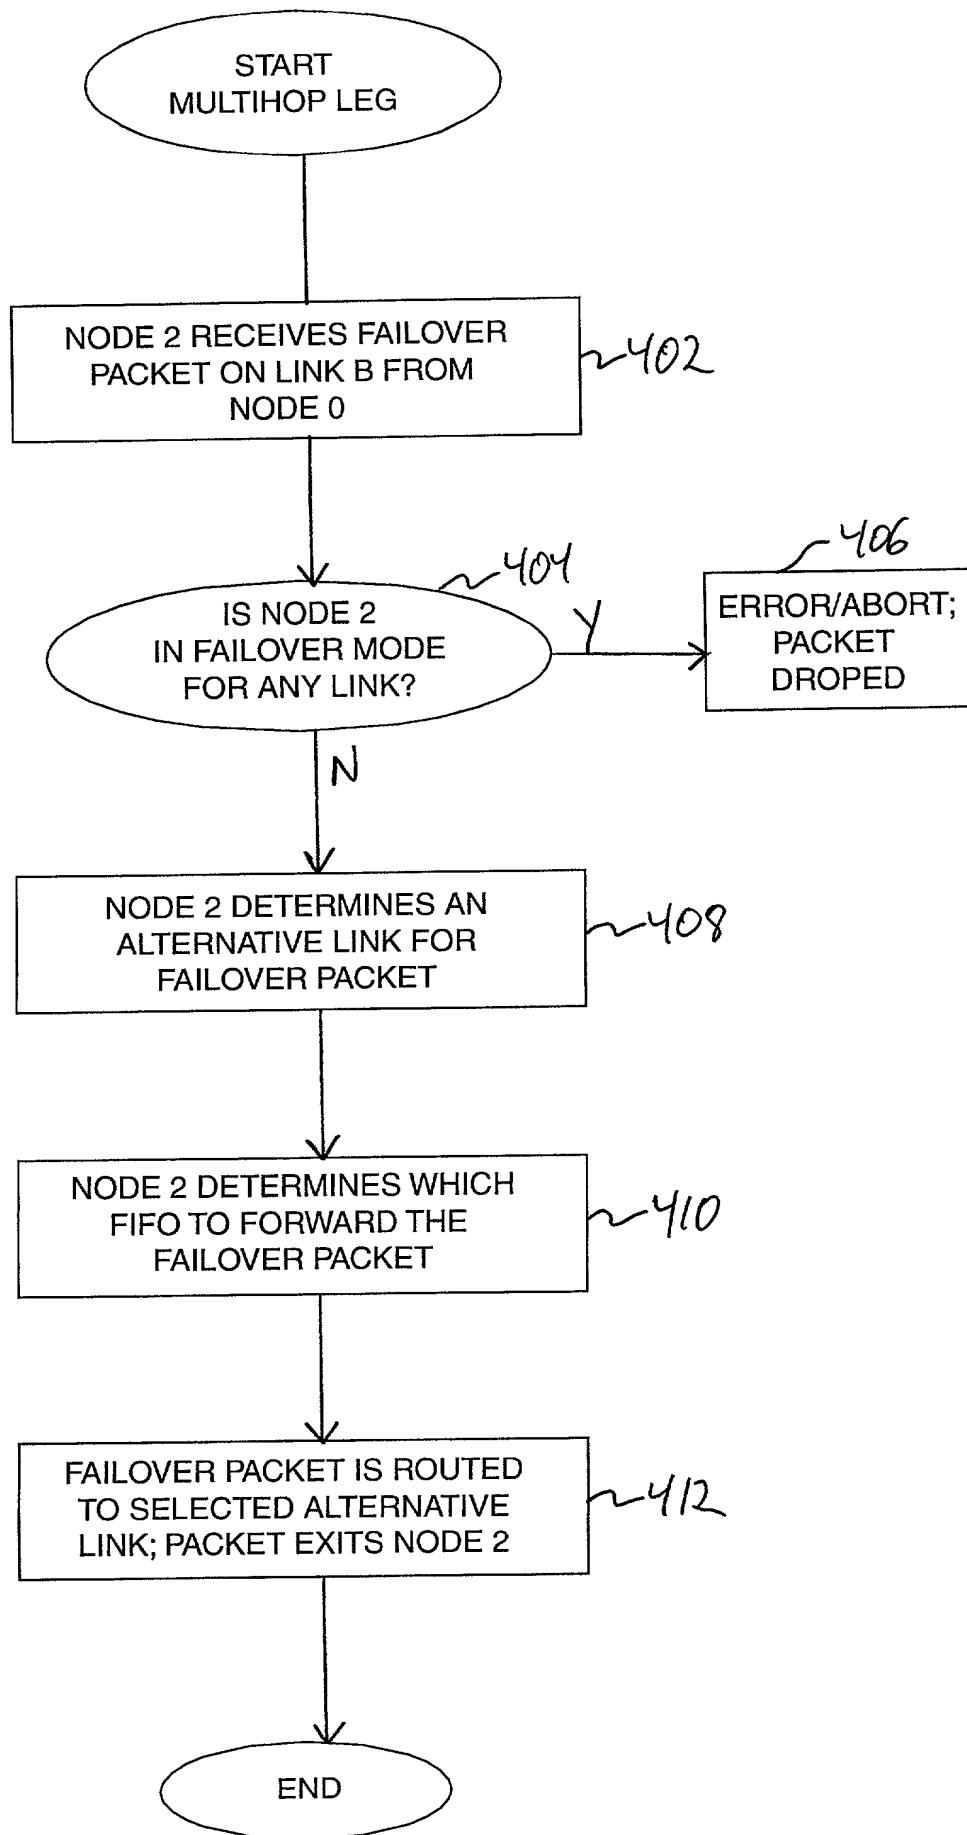 START
MULTIHOP LEG
NODE 2 RECEIVES FAILOVER
PACKET ON LINK B FROM
NODE 0
402
404
IS NODE 2
IN FAILOVER MODE
FOR ANY LINK?
Y
406
ERROR/ABORT;
PACKET
DROPED
N
NODE 2 DETERMINES AN
ALTERNATIVE LINK FOR
FAILOVER PACKET
408
NODE 2 DETERMINES WHICH
FIFO TO FORWARD THE
FAILOVER PACKET
410
FAILOVER PACKET IS ROUTED
TO SELECTED ALTERNATIVE
LINK; PACKET EXITS NODE 2
412
END